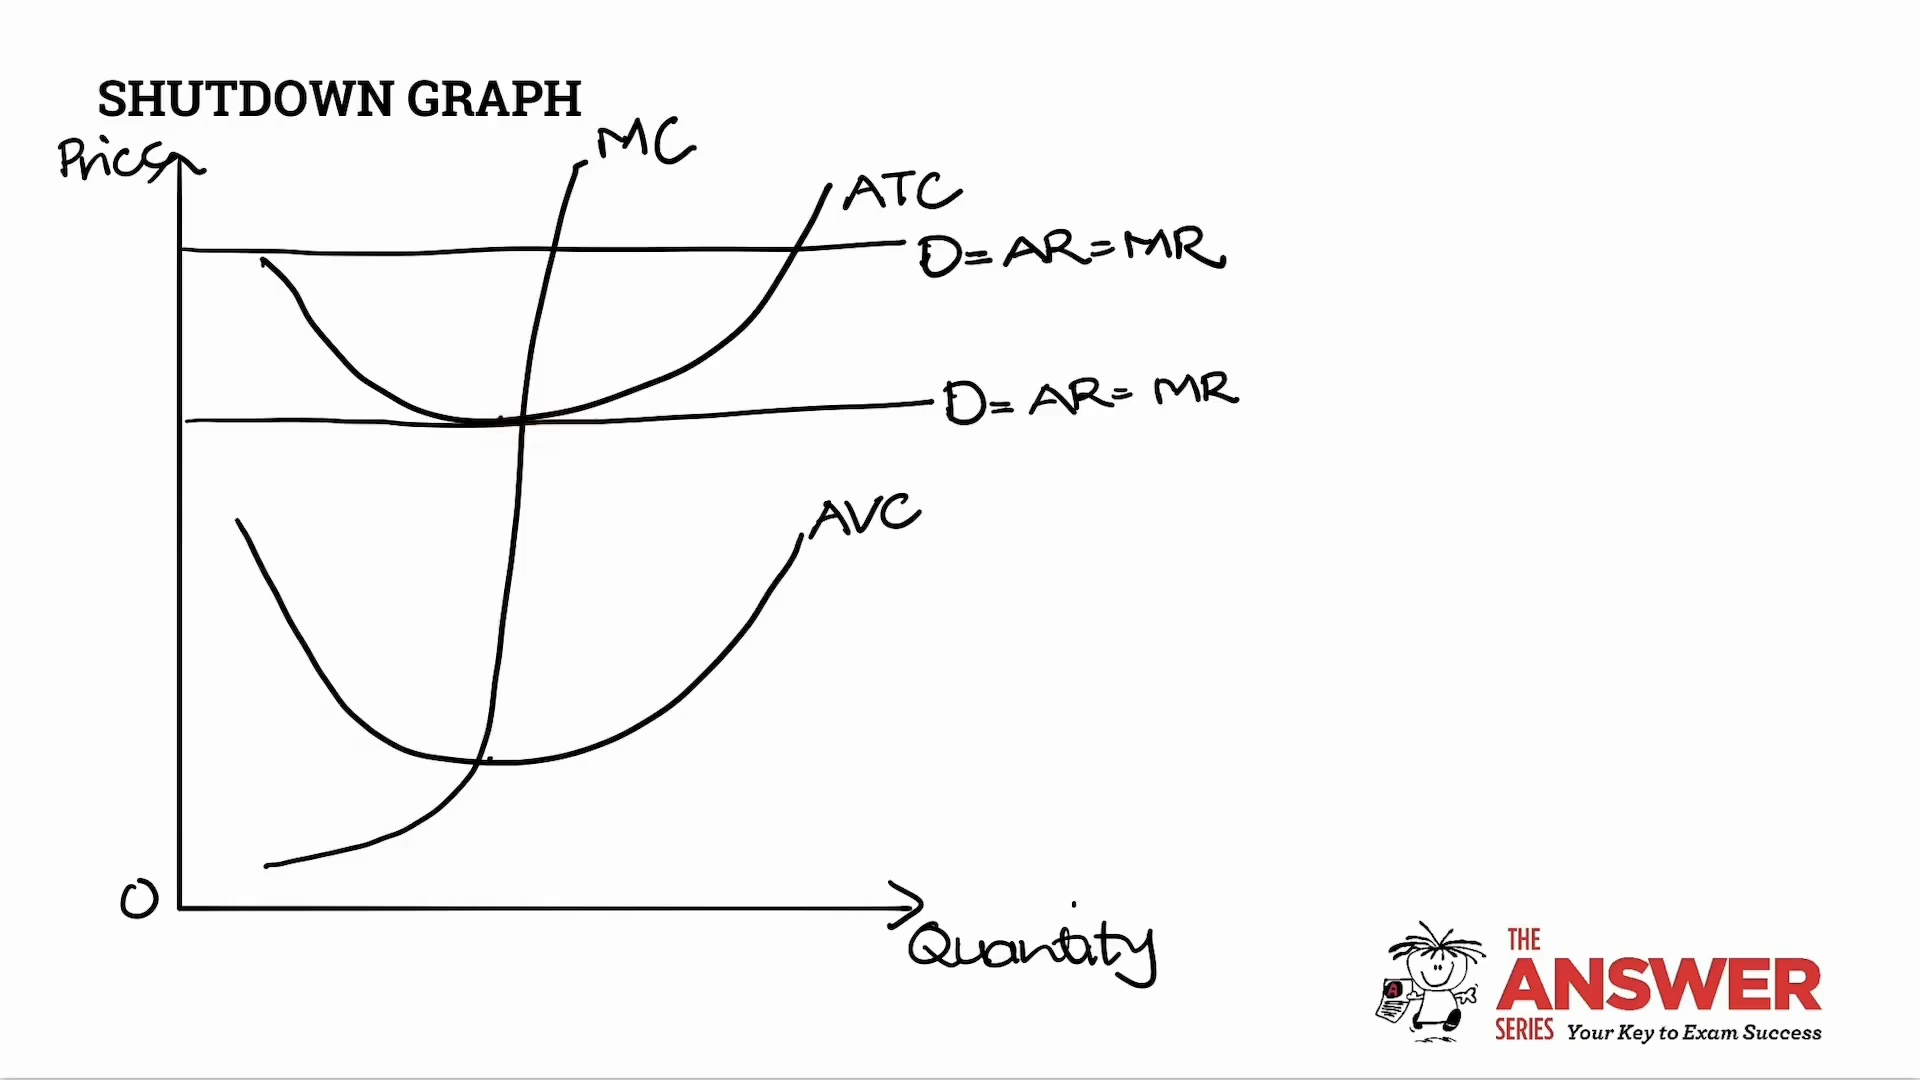 SHUTDOWN GRAPH
Price
MC
ATC
D = AR = MR
D = AR = MR
AVC
O
Quantity
A
THE
ANSWER
SERIES Your Key to Exam Success